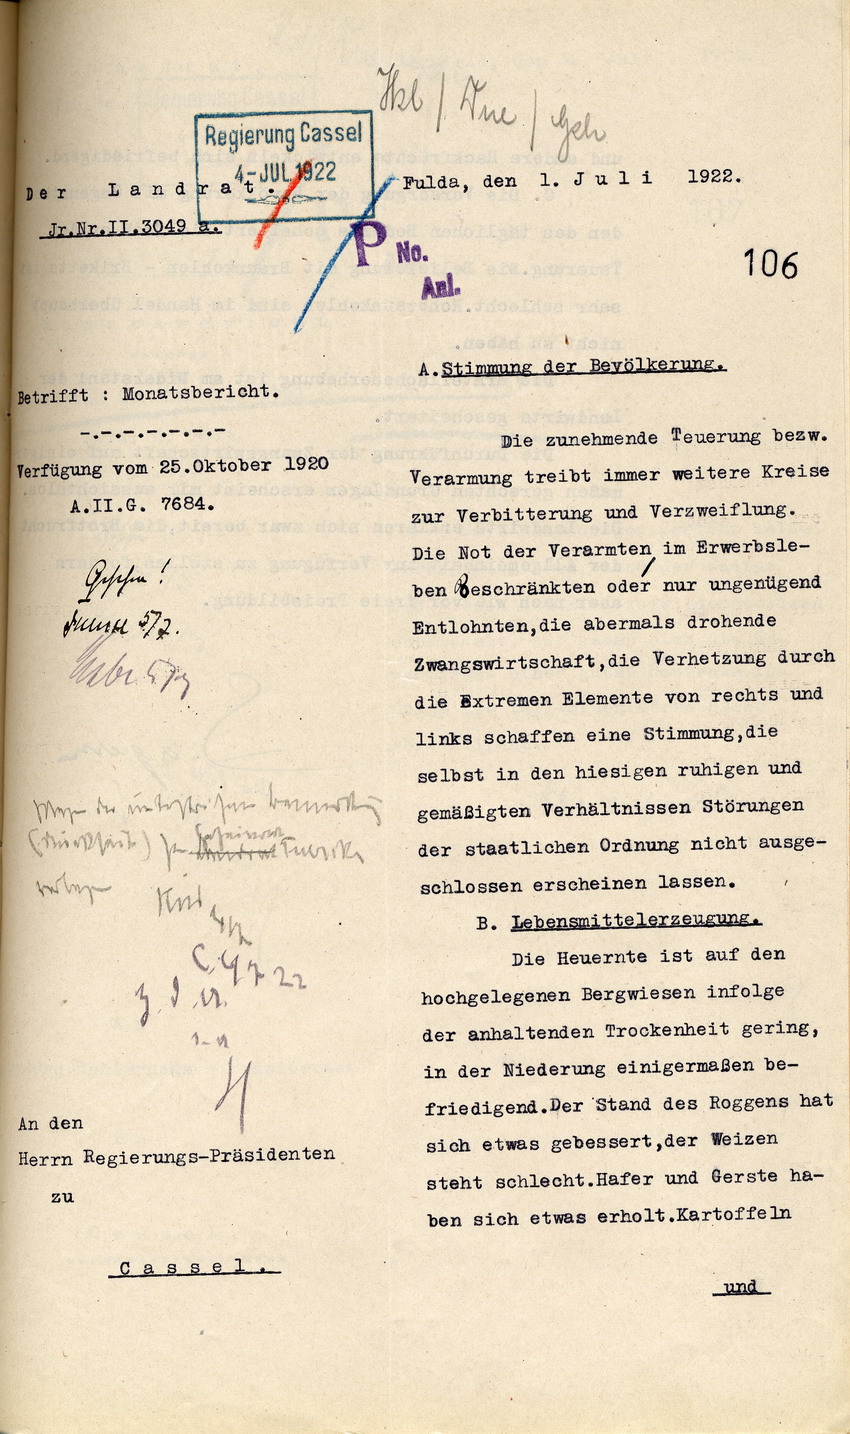 Regierung Cassel
4-JUL 1922
Der Landrat.
Jr.Nr.II.3049 a.
Fulda, den 1. Juli 1922.
P No.
Anl.
106
Betrifft : Monatsbericht.
-.-.-.-.-.-.-
Verfügung vom 25.Oktober 1920
A.II.G. 7684.
Gesehen!
5/7.
A. Stimmung der Bevölkerung.
Die zunehmende Teuerung bezw.
Verarmung treibt immer weitere Kreise
zur Verbitterung und Verzweiflung.
Die Not der Verarmten, im Erwerbsle-
ben Beschränkten oder nur ungenügend
Entlohnten,die abermals drohende
Zwangswirtschaft,die Verhetzung durch
die Extremen Elemente von rechts und
links schaffen eine Stimmung,die
selbst in den hiesigen ruhigen und
gemäßigten Verhältnissen Störungen
der staatlichen Ordnung nicht ausge-
schlossen erscheinen lassen.
B. Lebensmittelerzeugung.
Die Heuernte ist auf den
hochgelegenen Bergwiesen infolge
der anhaltenden Trockenheit gering,
in der Niederung einigermaßen be-
friedigend.Der Stand des Roggens hat
sich etwas gebessert,der Weizen
steht schlecht.Hafer und Gerste ha-
ben sich etwas erholt.Kartoffeln
und
An den
Herrn Regierungs-Präsidenten
zu
Cassel.